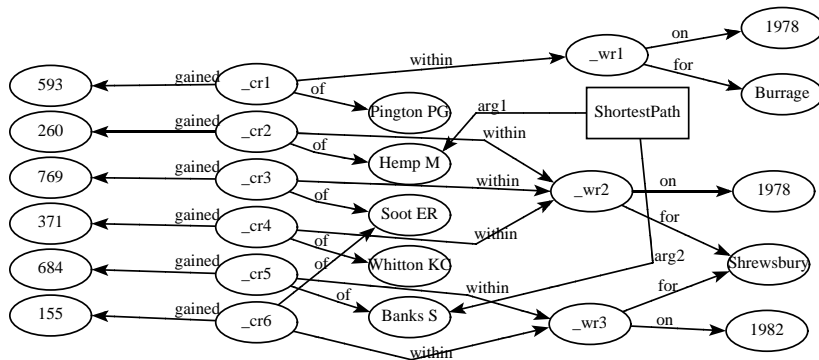 on 1978
within _wr1
593 gained _cr1 for Burrage
of
Pington PG arg1 ShortestPath
260 gained _cr2 within
of Hemp M
769 gained _cr3 within _wr2 on 1978
of Soot ER
371 gained _cr4 within for
of Whitton KC
684 gained _cr5 of within arg2 Shrewsbury
of Banks S for
155 gained _cr6 _wr3 on 1982
within